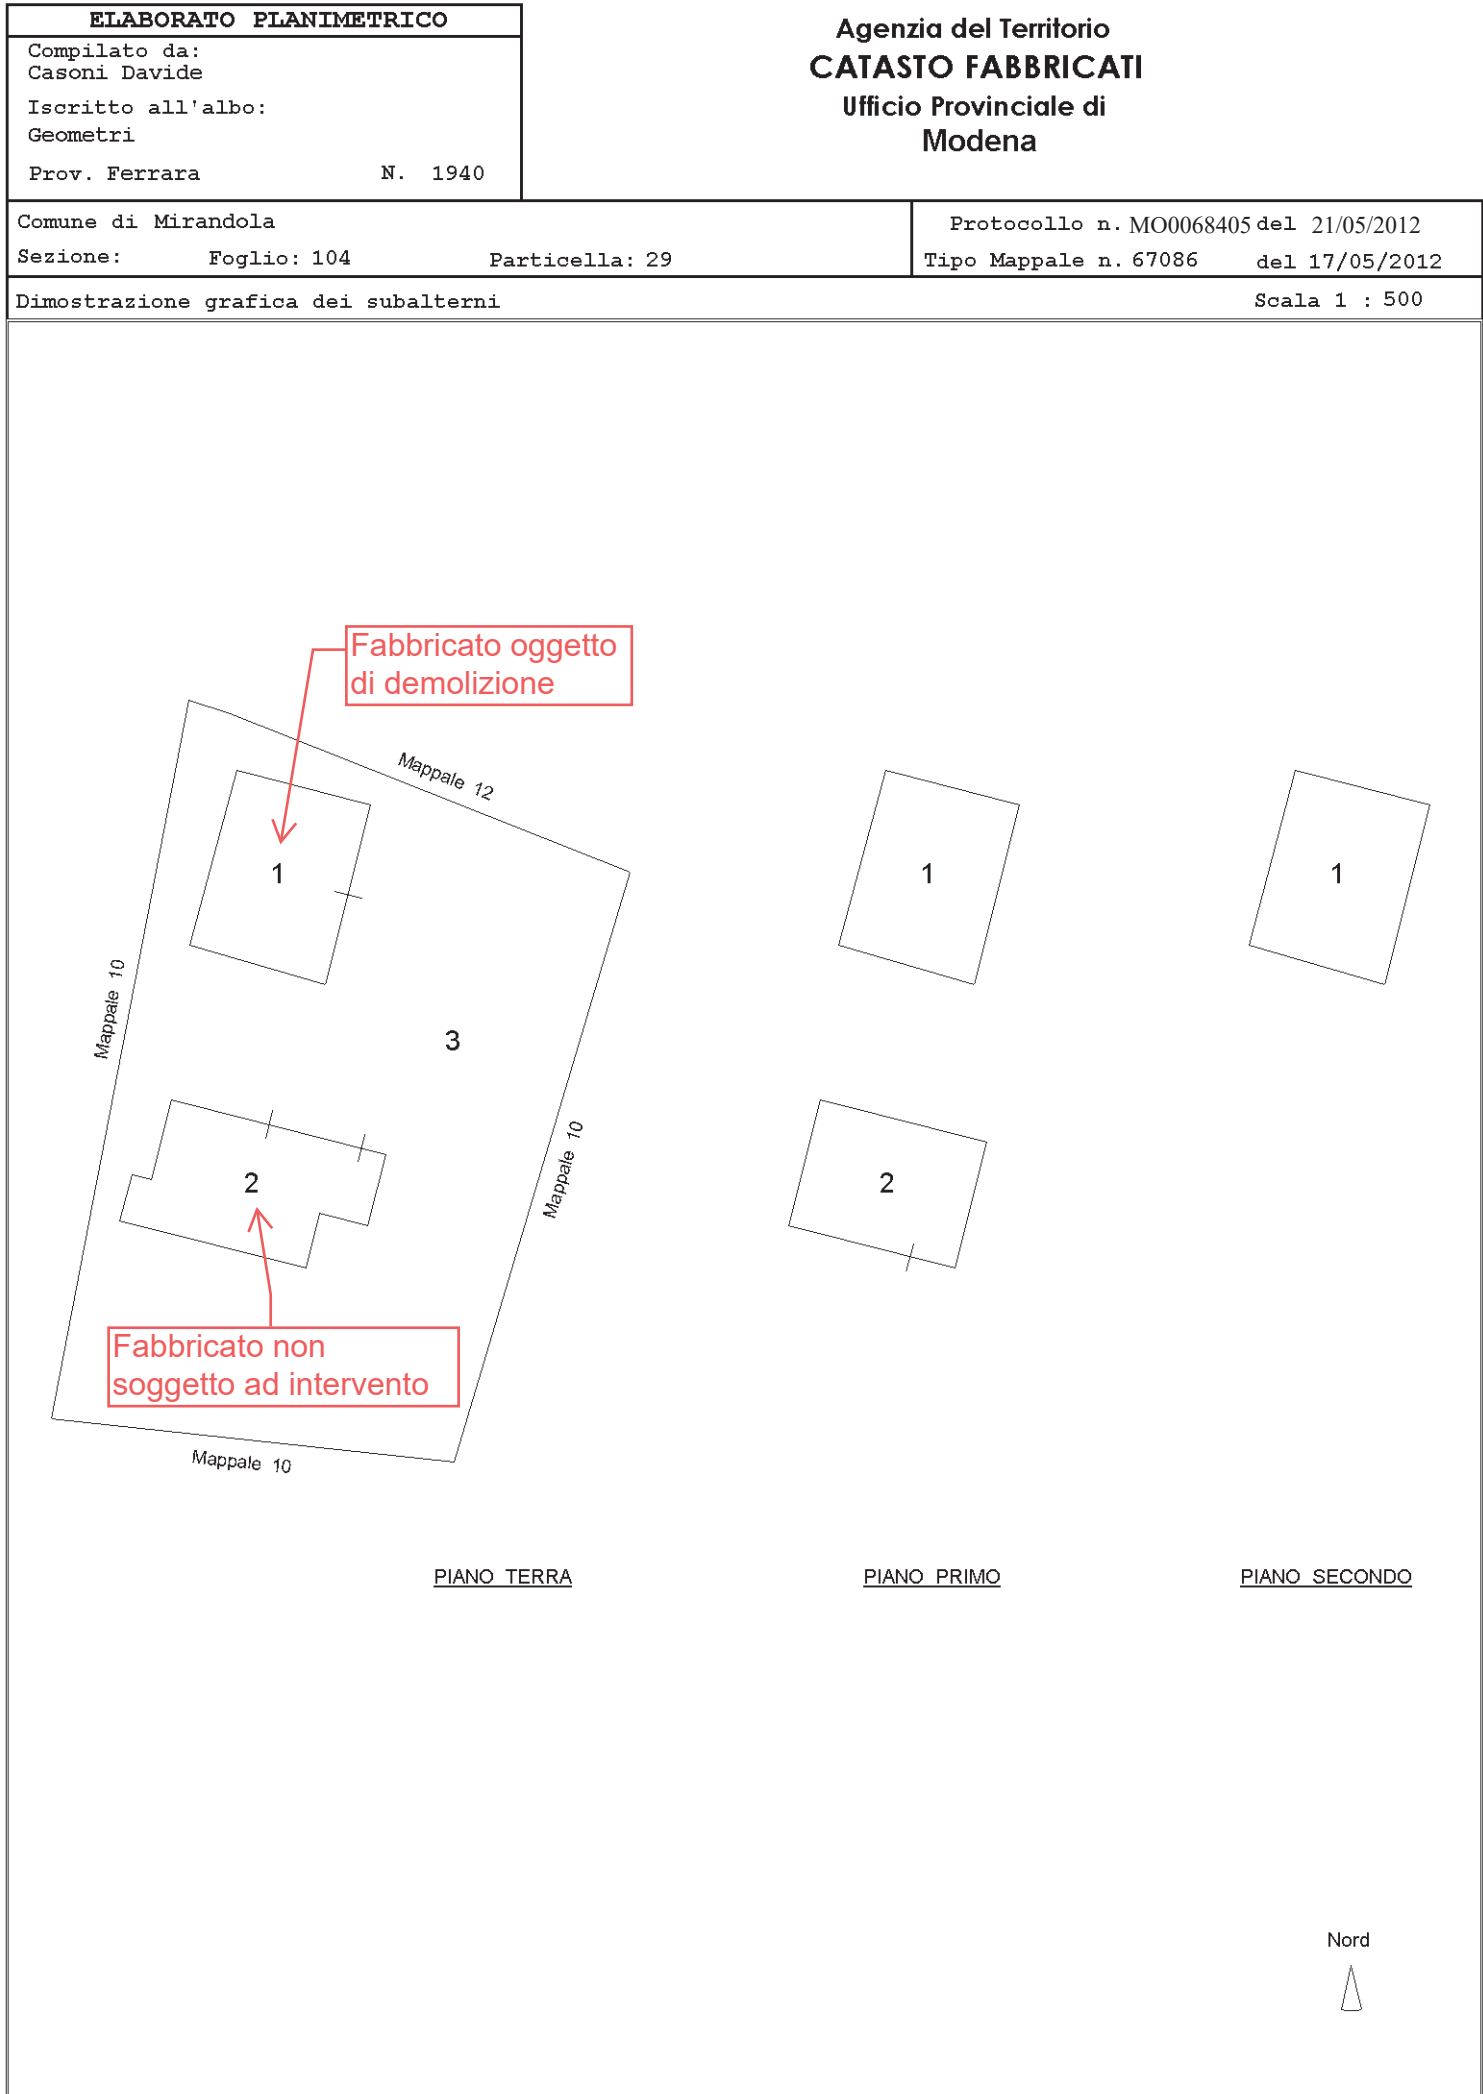 ELABORATO PLANIMETRICO
Compilato da:
Casoni Davide
Iscritto all'albo:
Geometri
Prov. Ferrara N. 1940
Agenzia del Territorio
CATASTO FABBRICATI
Ufficio Provinciale di
Modena
Comune di Mirandola
Sezione: Foglio: 104 Particella: 29
Protocollo n. MO0068405 del 21/05/2012
Tipo Mappale n. 67086 del 17/05/2012
Dimostrazione grafica dei subalterni Scala 1 : 500
Fabbricato oggetto
di demolizione
Mappale 12
1
1
1
Mappale 10
3
Mappale 10
2
2
Fabbricato non
soggetto ad intervento
Mappale 10
PIANO TERRA
PIANO PRIMO
PIANO SECONDO
Nord